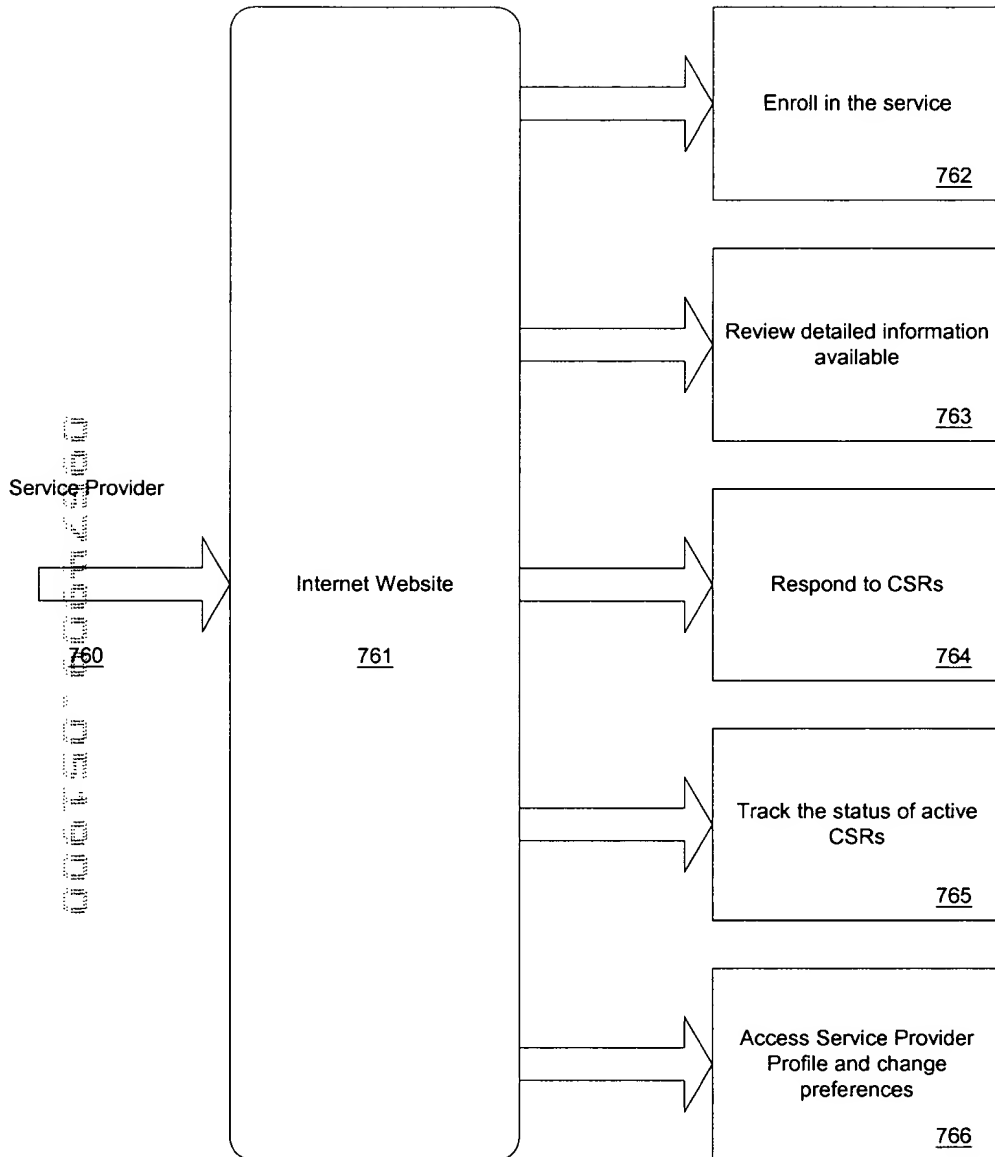 Enroll in the service
762
Review detailed information
available
763
Service Provider
760
Internet Website
761
Respond to CSRs
764
Track the status of active
CSRs
765
Access Service Provider
Profile and change
preferences
766